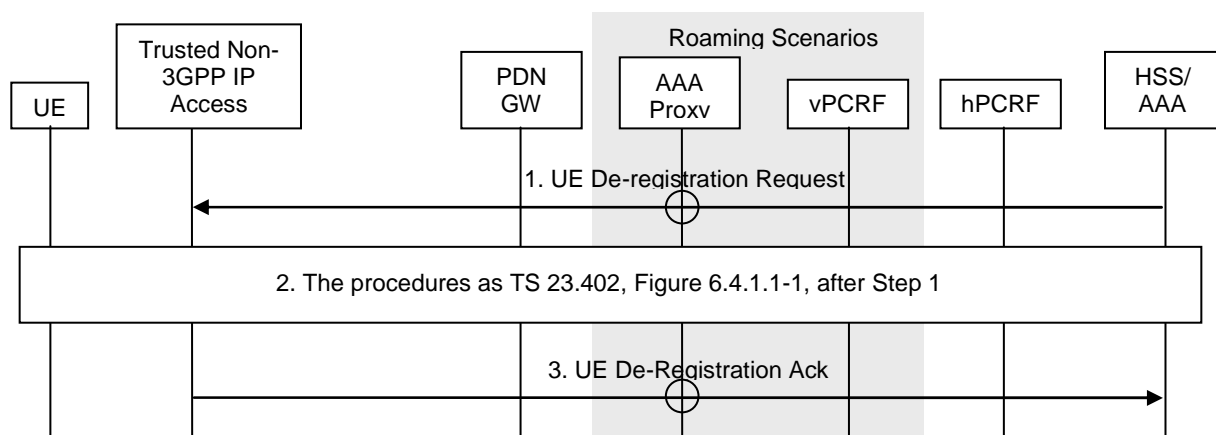 Roaming Scenarios
UE
Trusted Non-
3GPP IP
Access
PDN
GW
AAA
Proxy
vPCRF
hPCRF
HSS/
AAA
1. UE De-registration Request
2. The procedures as TS 23.402, Figure 6.4.1.1-1, after Step 1
3. UE De-Registration Ack